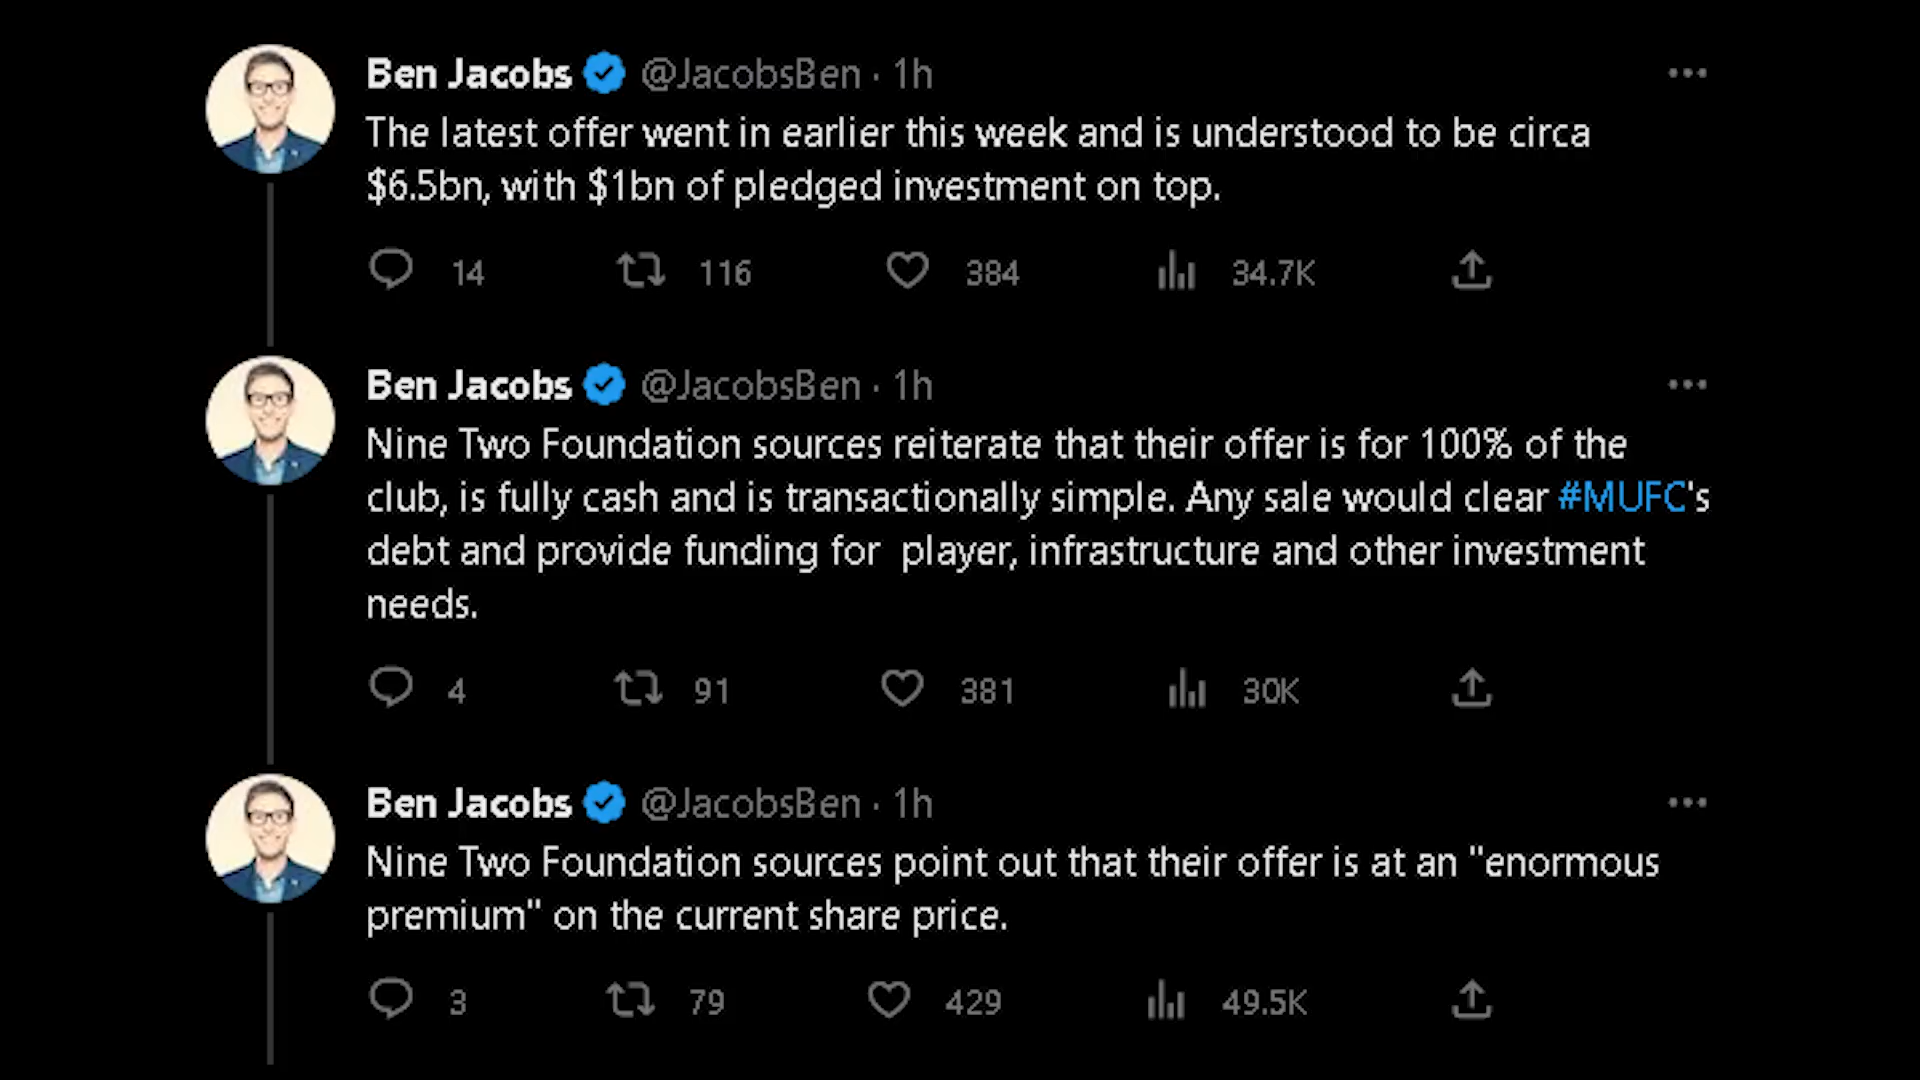 Ben Jacobs @JacobsBen · 1h
The latest offer went in earlier this week and is understood to be circa
$6.5bn, with $1bn of pledged investment on top.
14 116 384 34.7K
Ben Jacobs @JacobsBen · 1h
Nine Two Foundation sources reiterate that their offer is for 100% of the
club, is fully cash and is transactionally simple. Any sale would clear #MUFC's
debt and provide funding for  player, infrastructure and other investment
needs.
4 91 381 30K
Ben Jacobs @JacobsBen · 1h
Nine Two Foundation sources point out that their offer is at an "enormous
premium" on the current share price.
3 79 429 49.5K